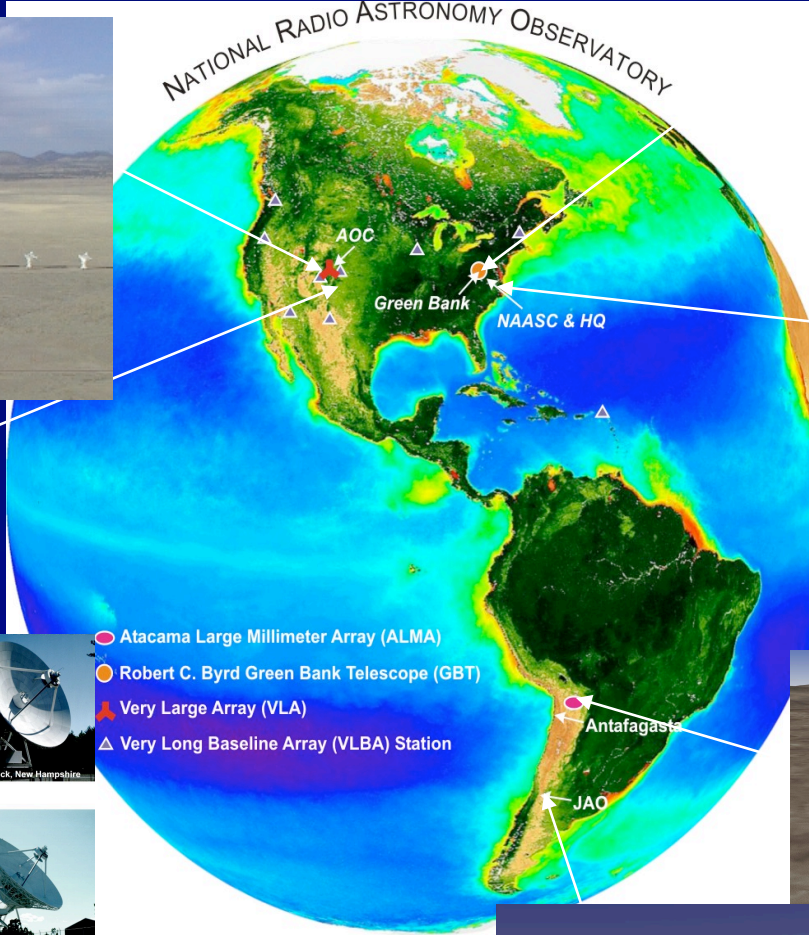 NATIONAL RADIO ASTRONOMY OBSERVATORY
AOC
Green Bank
NAASC & HQ
Atacama Large Millimeter Array (ALMA)
Robert C. Byrd Green Bank Telescope (GBT)
Very Large Array (VLA)
Antafagasta
Very Long Baseline Array (VLBA) Station
ck, New Hampshire
JAO